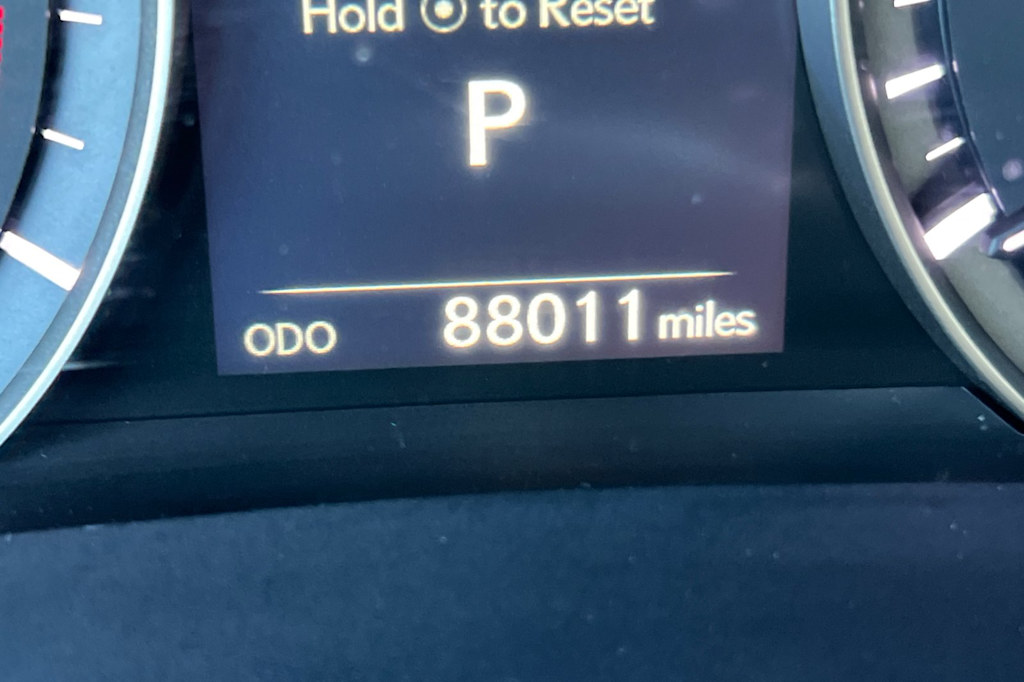 Hold ⦿ to Reset
P
ODO 88011 miles